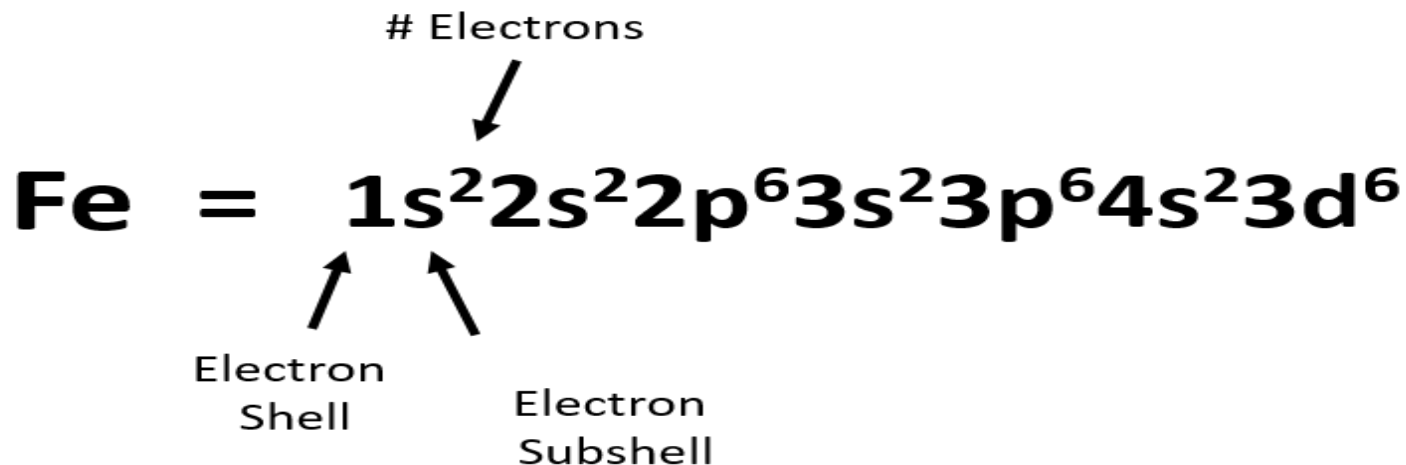 # Electrons
Fe = 1s²2s²2p⁶3s²3p⁶4s²3d⁶
Electron
Shell
Electron
Subshell